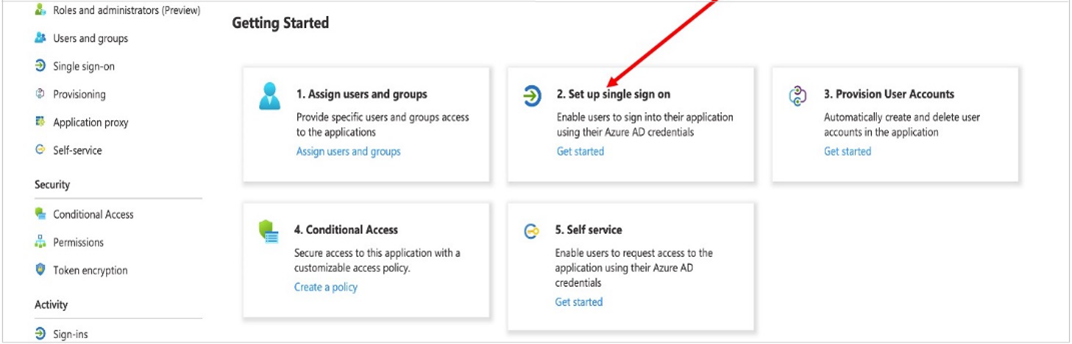 Roles and administrators (Preview)
Users and groups
Single sign-on
Provisioning
Application proxy
Self-service
Security
Conditional Access
Permissions
Token encryption
Activity
Sign-ins
Getting Started
1. Assign users and groups
Provide specific users and groups access
to the applications
Assign users and groups
2. Set up single sign on
Enable users to sign into their application
using their Azure AD credentials
Get started
3. Provision User Accounts
Automatically create and delete user
accounts in the application
Get started
4. Conditional Access
Secure access to this application with a
customizable access policy.
Create a policy
5. Self service
Enable users to request access to the
application using their Azure AD
credentials
Get started